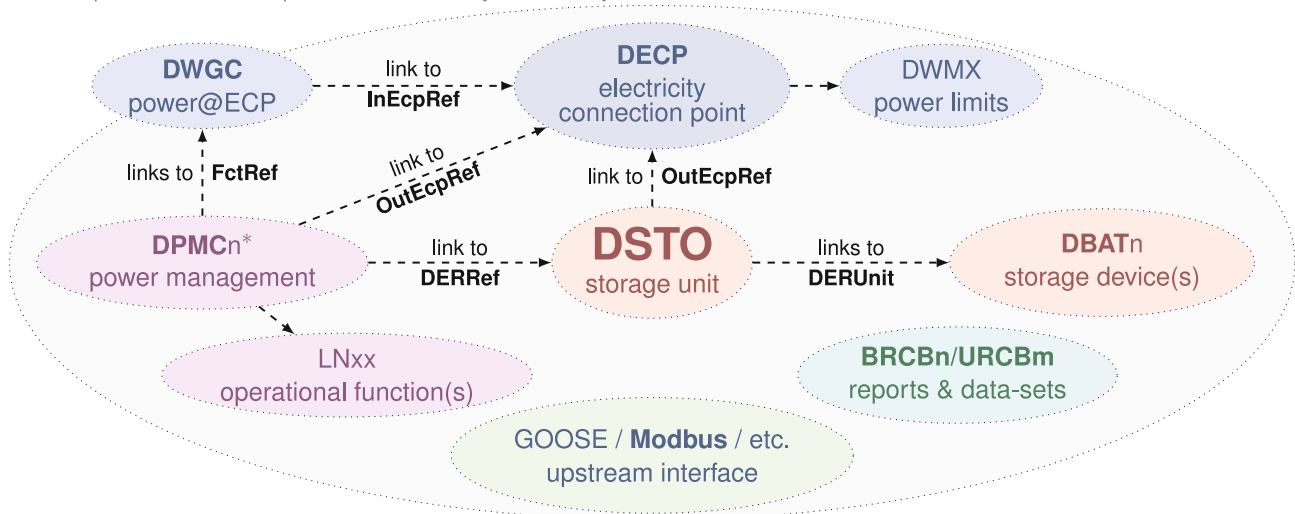 DWGC
power@ECP
link to
InEcpRef
DECP
electricity
connection point
DWMX
power limits
links to FctRef
link to
OutEcpRef
link to OutEcpRef
DPMCn*
power management
link to
DERRef
DSTO
storage unit
links to
DERUnit
DBATn
storage device(s)
LNxx
operational function(s)
BRCBn/URCBm
reports & data-sets
GOOSE / Modbus / etc.
upstream interface